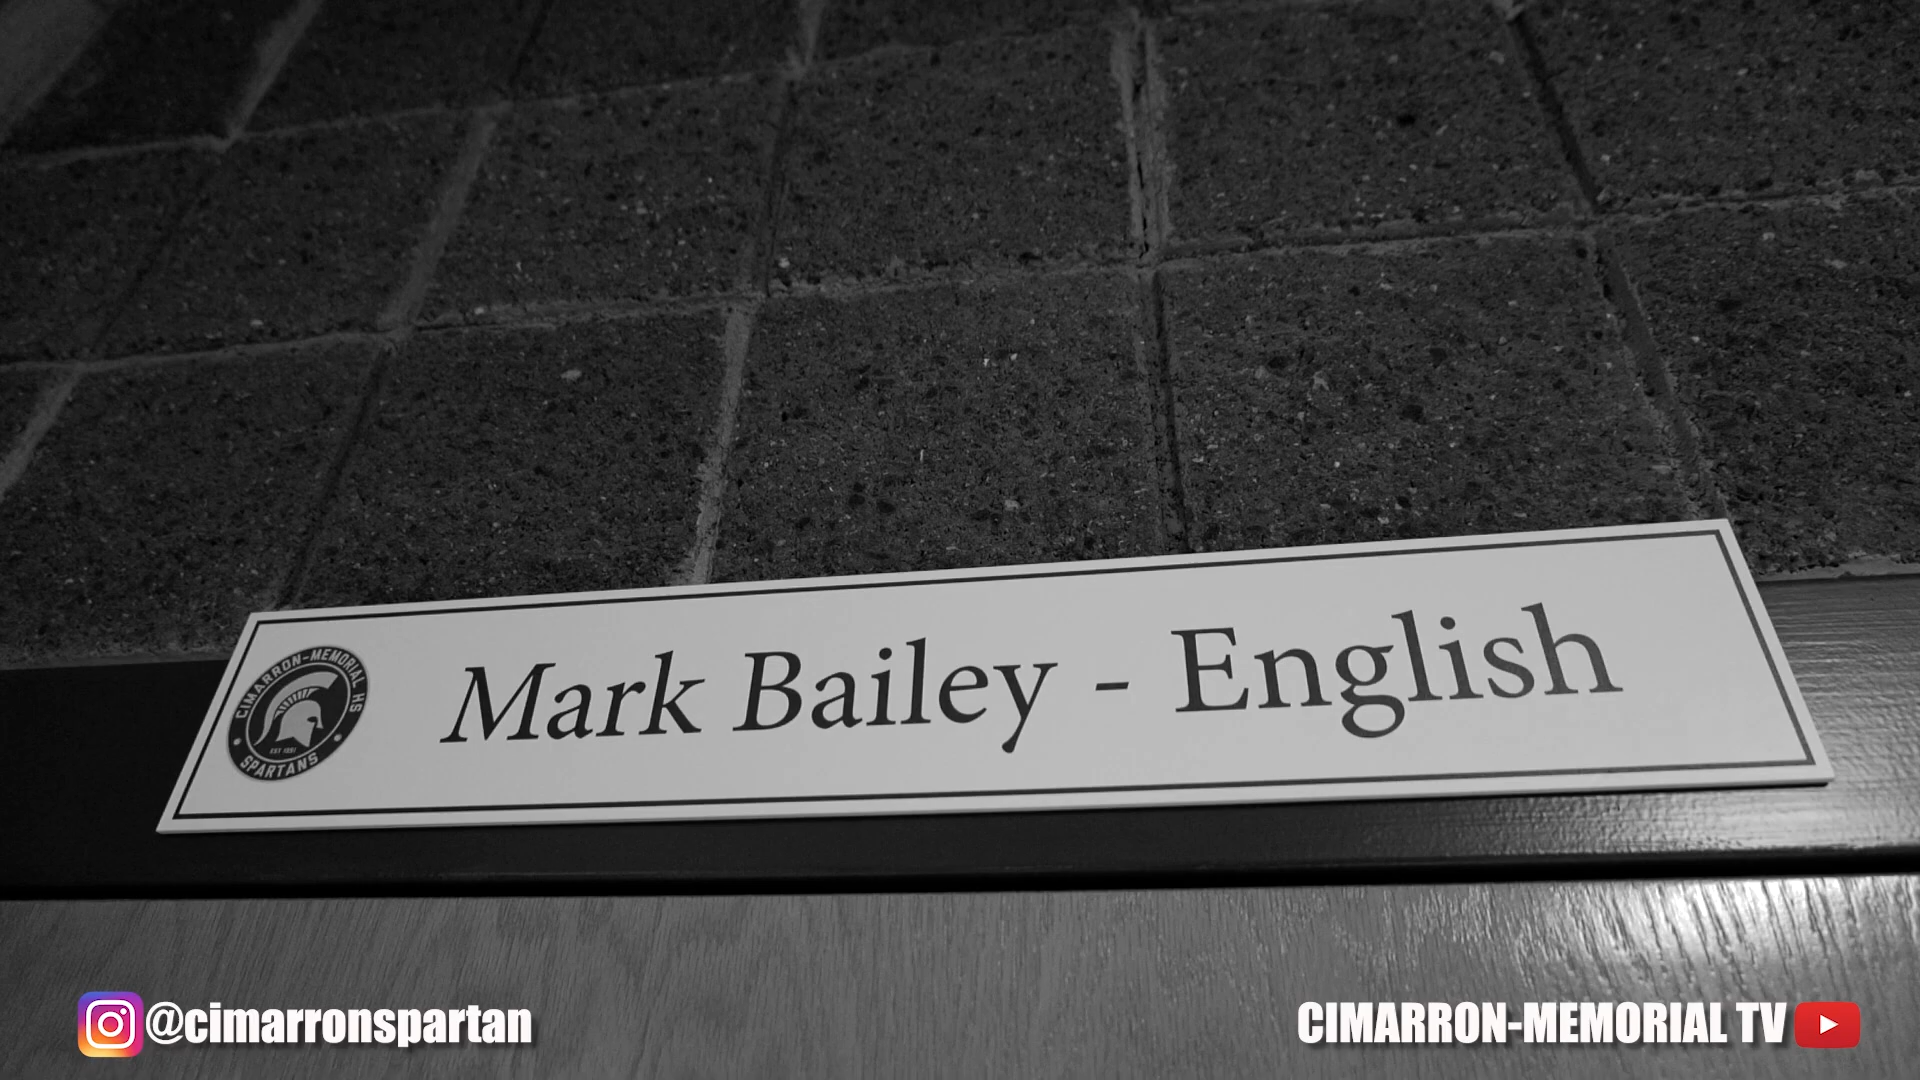 CIMARRON-MEMORIAL HS
EST 1991
SPARTANS
Mark Bailey - English
@cimarronspartan
CIMARRON-MEMORIAL TV